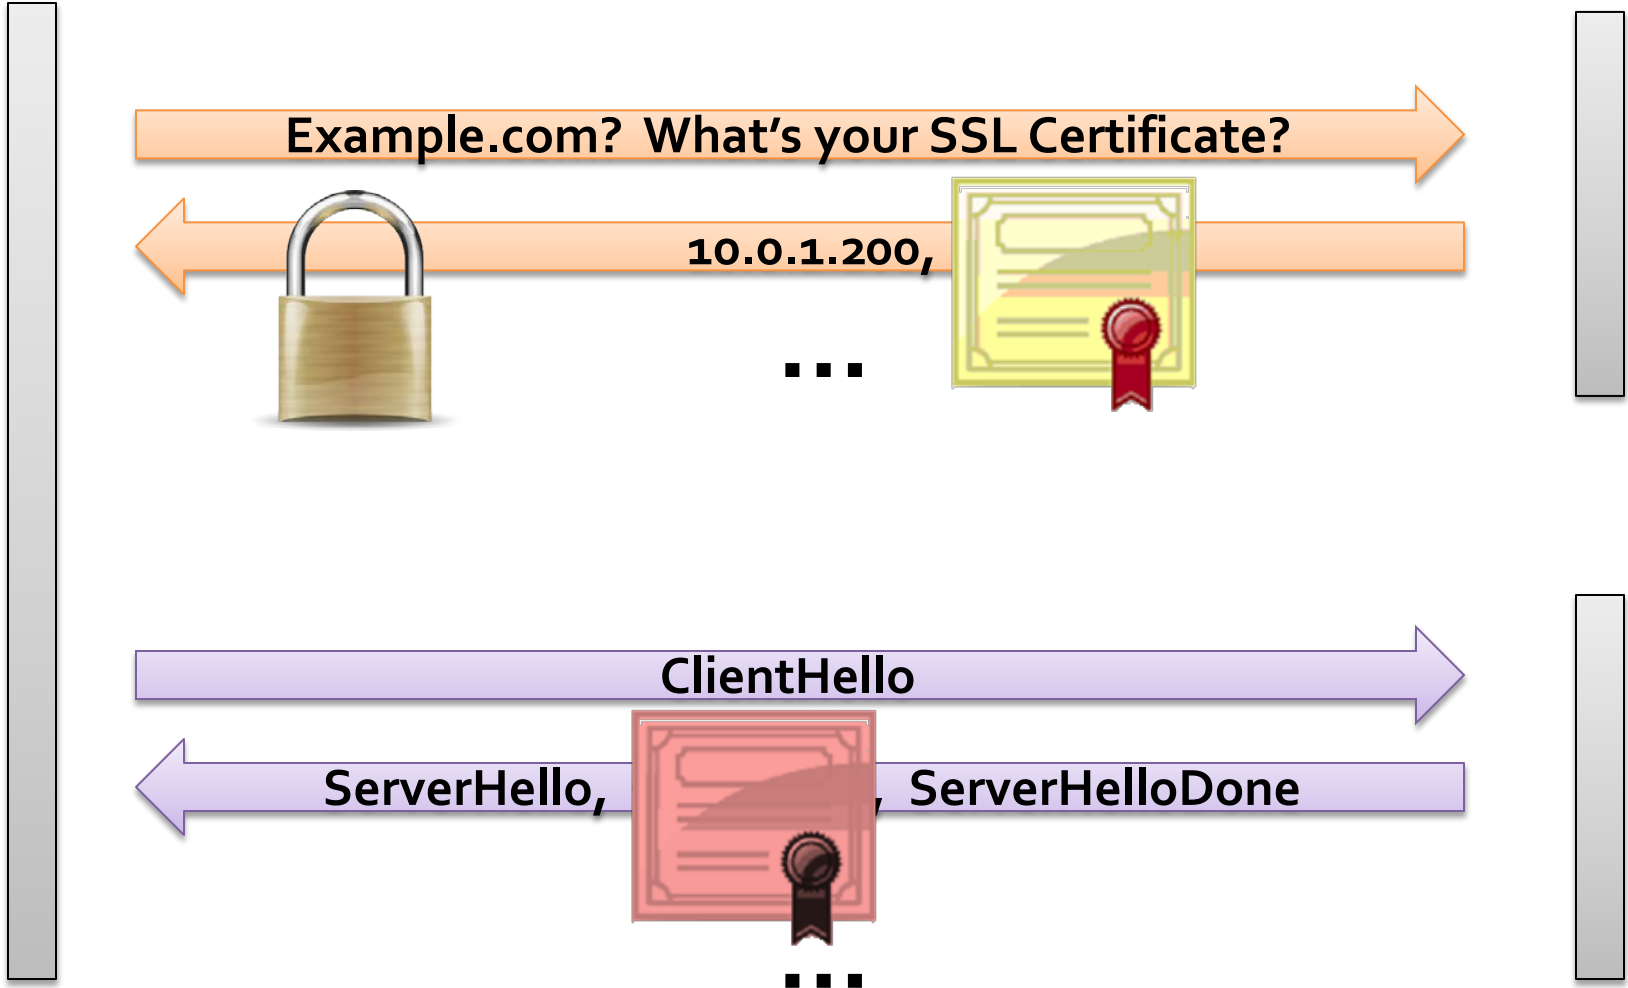 Example.com? What's your SSL Certificate?
10.0.1.200,
...
ClientHello
ServerHello, , ServerHelloDone
...